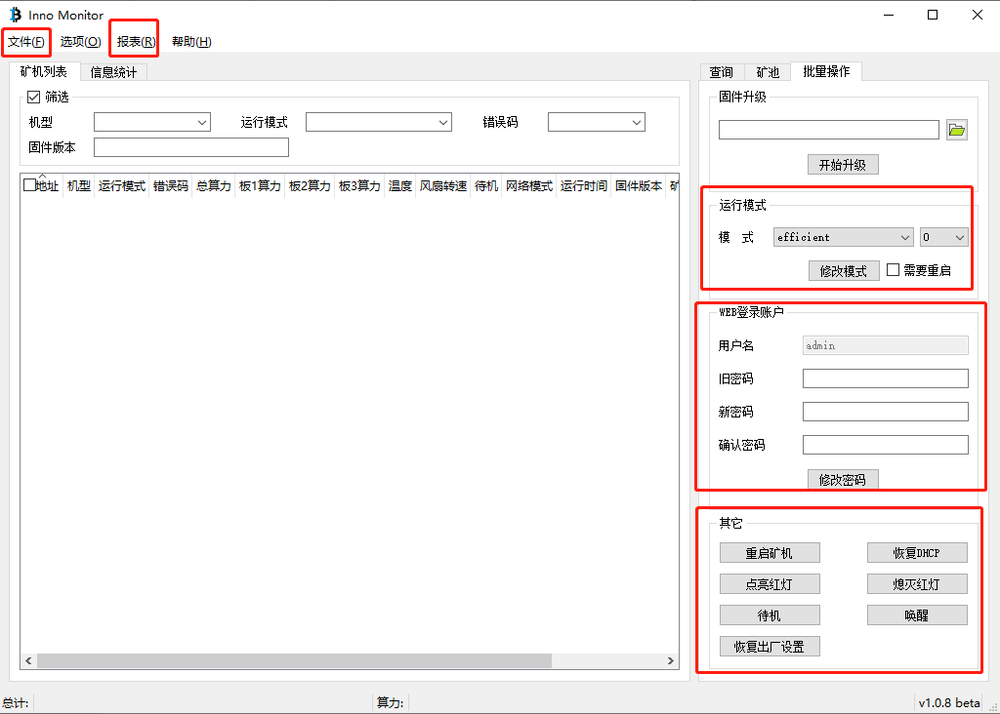 Inno Monitor
文件(F) 选项(O) 报表(R) 帮助(H)
矿机列表 信息统计
筛选
机型 运行模式 错误码
固件版本
地址 机型 运行模式 错误码 总算力 板1算力 板2算力 板3算力 温度 风扇转速 待机 网络模式 运行时间 固件版本 矿
查询 矿池 批量操作
固件升级
开始升级
运行模式
模 式 efficient 0
修改模式 需要重启
WEB登录账户
用户名 admin
旧密码
新密码
确认密码
修改密码
其它
重启矿机 恢复DHCP
点亮红灯 熄灭红灯
待机 唤醒
恢复出厂设置
总计: 算力: v1.0.8 beta